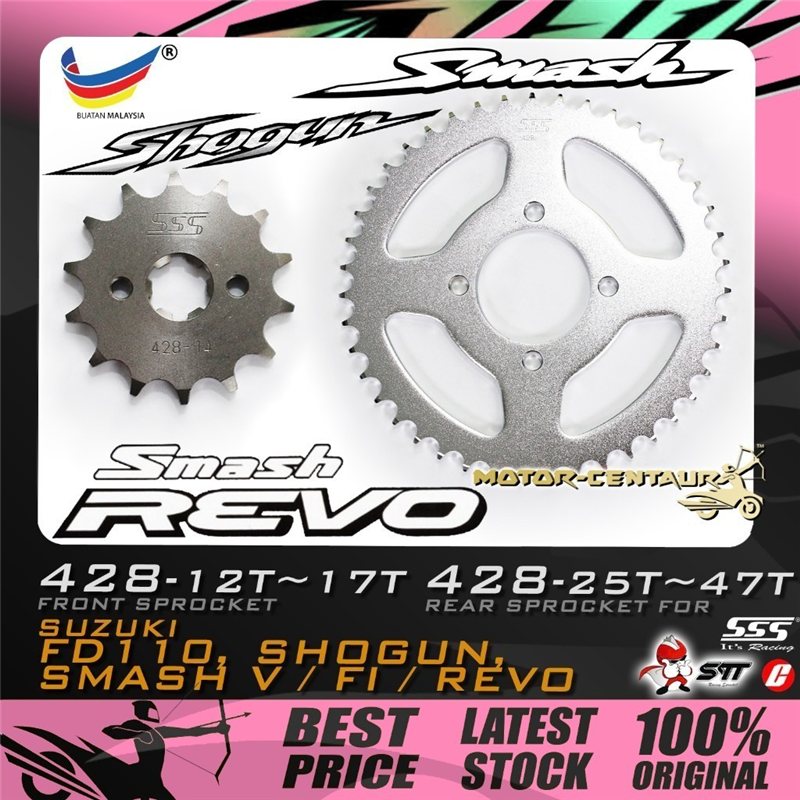 ®
BUATAN MALAYSIA
Smash
Shogun
SSS
428-14
SSS
Smash
REVO
MOTOR-CENTAUR
TM
428-12T~17T
FRONT SPROCKET
428-25T~47T
REAR SPROCKET FOR
SUZUKI
FD110, SHOGUN,
SMASH V / FI / REVO
SSS
It's Racing
STT
BEST
PRICE
LATEST
STOCK
100%
ORIGINAL